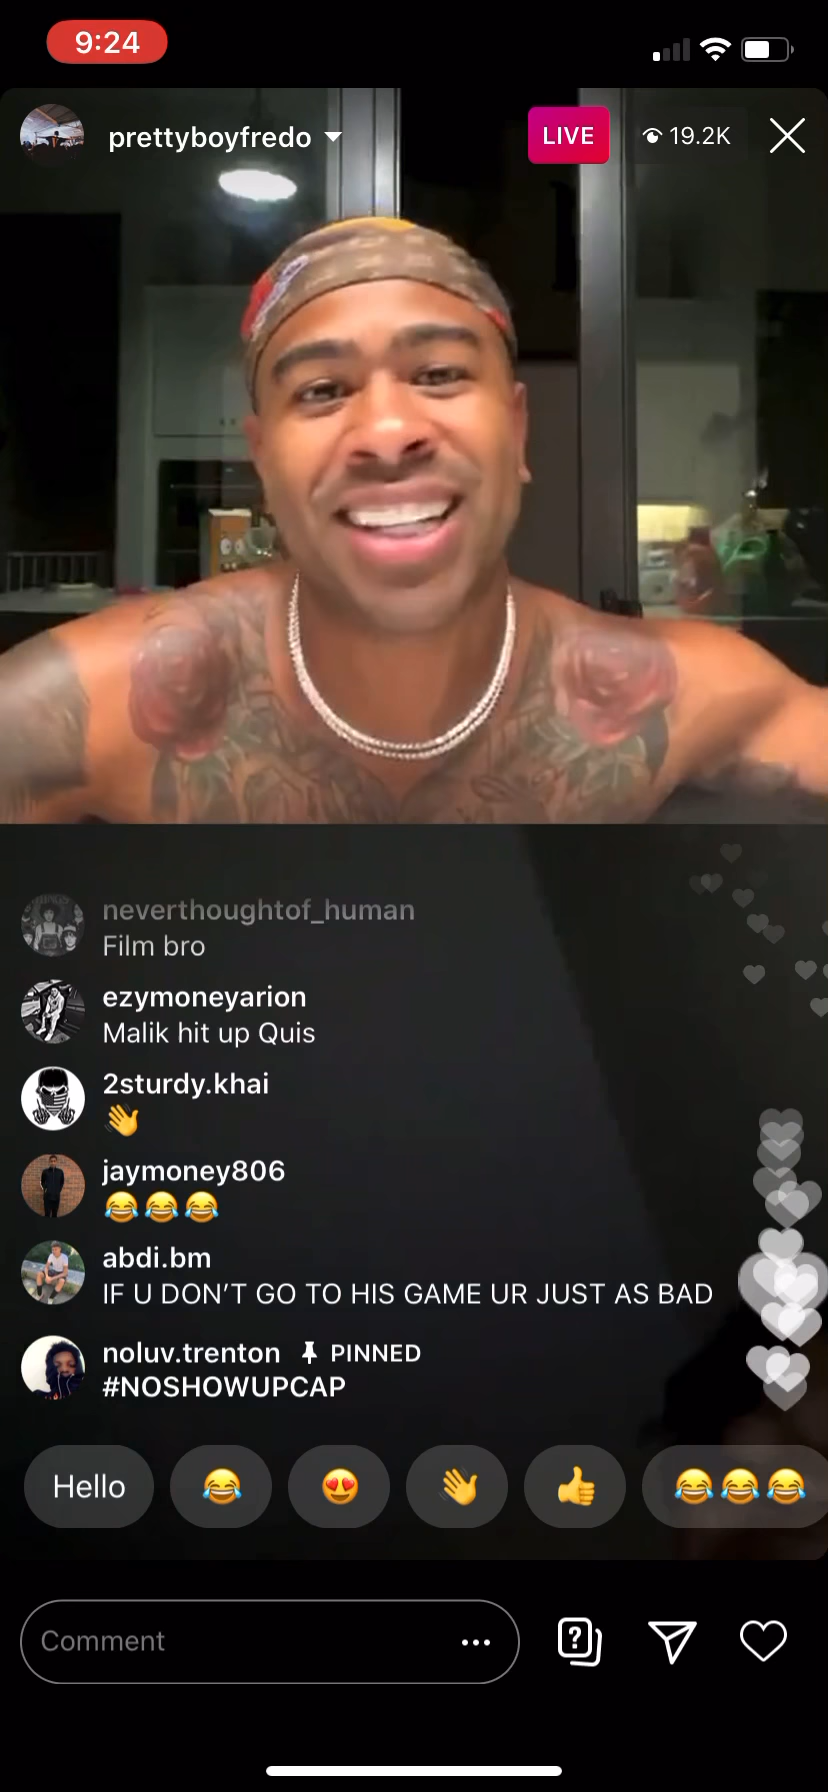 9:24
prettyboyfredo
LIVE
19.2K
neverthoughtof_human
Film bro
ezymoneyarion
Malik hit up Quis
2sturdy.khai
👋
jaymoney806
😂😂😂
abdi.bm
IF U DON’T GO TO HIS GAME UR JUST AS BAD
noluv.trenton PINNED
#NOSHOWUPCAP
Hello 😂 😍 👋 👍 😂😂😂
Comment